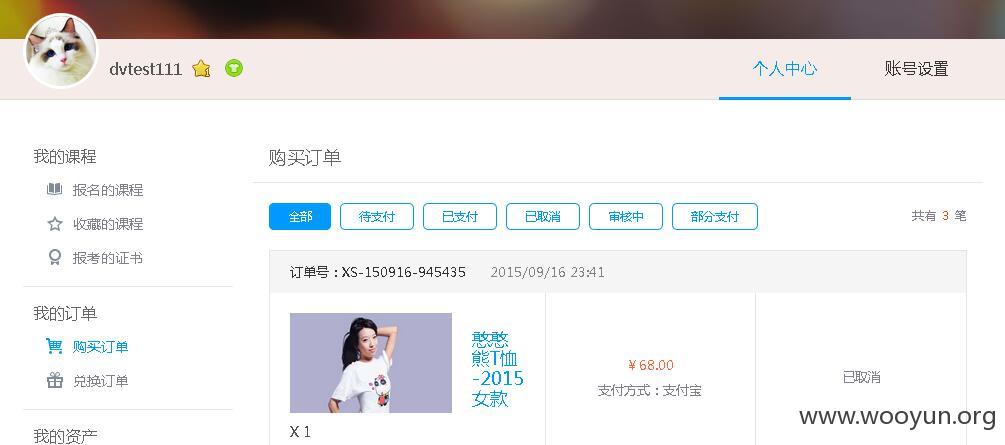 dvtest111
个人中心
账号设置
我的课程
报名的课程
收藏的课程
报考的证书
我的订单
购买订单
兑换订单
我的资产
购买订单
全部 待支付 已支付 已取消 审核中 部分支付
共有 3 笔
订单号：XS-150916-945435 2015/09/16 23:41
憨憨
熊T恤
-2015
女款
X 1
￥68.00
支付方式：支付宝
已取消
www.wooyun.org